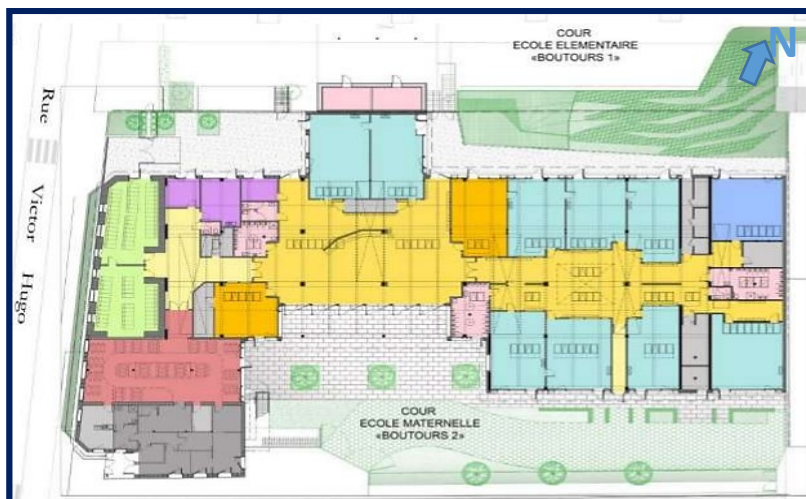 COUR
ECOLE ELEMENTAIRE
«BOUTOURS 1»
N
Rue Victor Hugo
COUR
ECOLE MATERNELLE
«BOUTOURS 2»